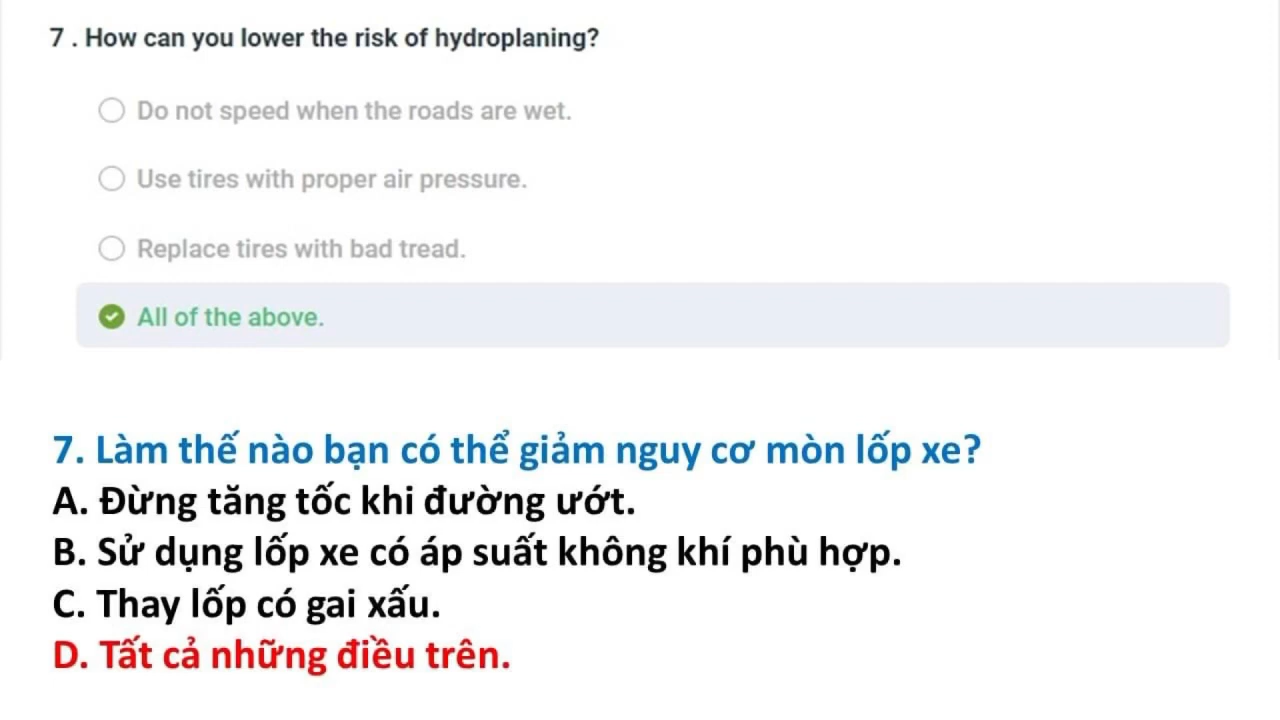 7 . How can you lower the risk of hydroplaning?
Do not speed when the roads are wet.
Use tires with proper air pressure.
Replace tires with bad tread.
All of the above.
7. Làm thế nào bạn có thể giảm nguy cơ mòn lốp xe?
A. Đừng tăng tốc khi đường ướt.
B. Sử dụng lốp xe có áp suất không khí phù hợp.
C. Thay lốp có gai xấu.
D. Tất cả những điều trên.